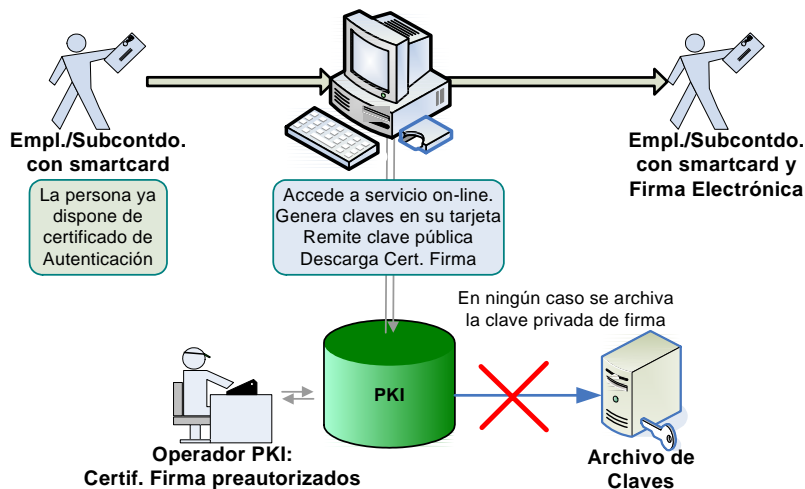 Empl./Subcontdo.
con smartcard
La persona ya
dispone de
certificado de
Autenticación
Accede a servicio on-line.
Genera claves en su tarjeta
Remite clave pública
Descarga Cert. Firma
Empl./Subcontdo.
con smartcard y
Firma Electrónica
En ningún caso se archiva
la clave privada de firma
PKI
Operador PKI:
Certif. Firma preautorizados
Archivo de
Claves